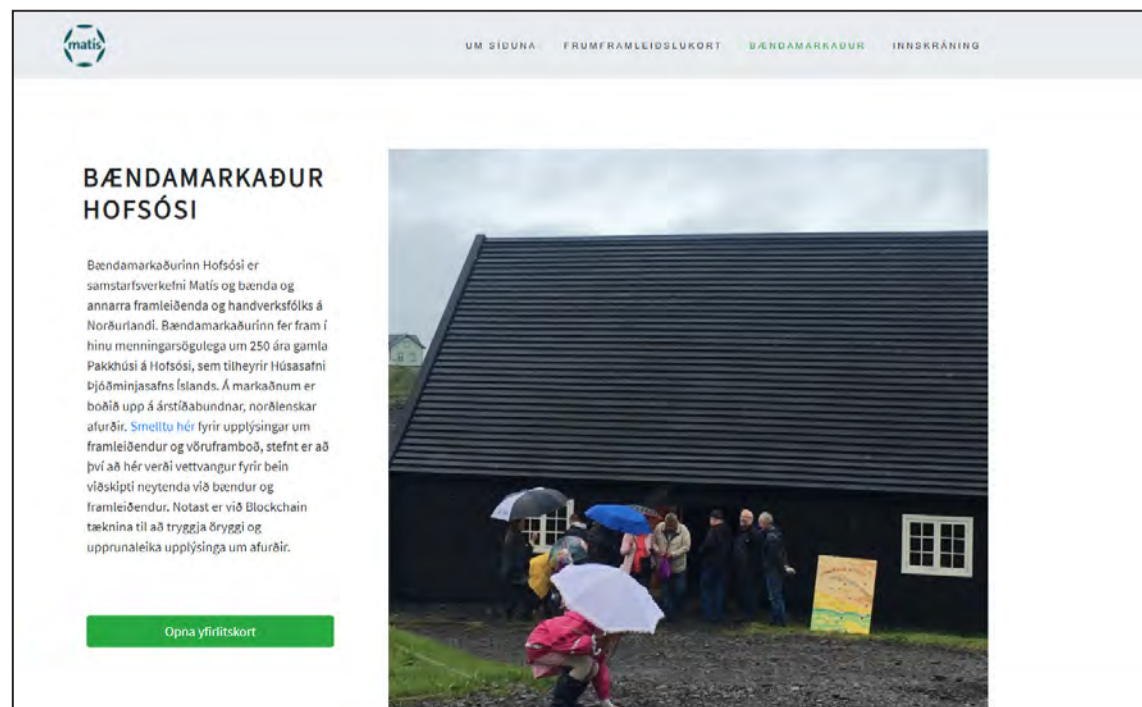 matís
UM SÍÐUNA FRUMFRAMLEIÐSLUKORT BÆNDAMARKAÐUR INNSKRÁNING
BÆNDAMARKAÐUR
HOFSÓSI
Bændamarkaðurinn Hofsósi er
samstarfsverkefni Matís og bænda og
annarra framleiðenda og handverksfólks á
Norðurlandi. Bændamarkaðurinn fer fram í
hinu menningarsögulega um 250 ára gamla
Pakkhúsi á Hofsósi, sem tilheyrir Húsasafni
Þjóðminjasafns Íslands. Á markaðnum er
boðið upp á árstíðabundnar, norðlenskar
afurðir. Smelltu hér fyrir upplýsingar um
framleiðendur og vöruframboð, stefnt er að
því að hér verði vettvangur fyrir bein
viðskipti neytenda við bændur og
framleiðendur. Notast er við Blockchain
tæknina til að tryggja öryggi og
upprunaleika upplýsinga um afurðir.
Opna yfirlitskort